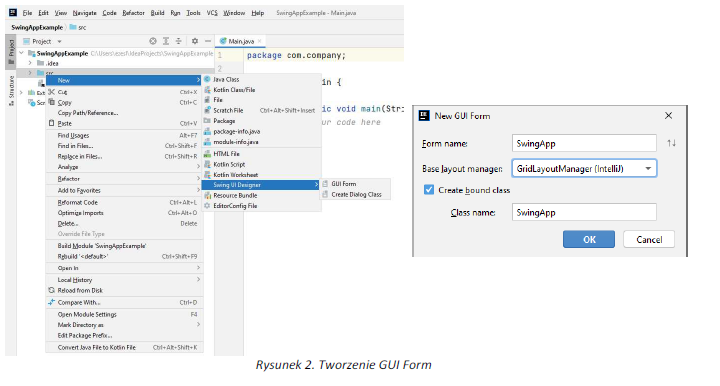 File Edit View Navigate Code Refactor Build Run Tools VCS Window Help SwingAppExample - Main.java
SwingAppExample src
Project
Structure
Project
SwingAppExample C:\Users\ezesl\IdeaProjects\SwingAppExample
.idea
src
Ext
Scr
Main.java
1
2
package com.company;
in {
ic void main(Stri
ur code here
New
Cut Ctrl+X
Copy Ctrl+C
Copy Path/Reference...
Paste Ctrl+V
Find Usages Alt+F7
Find in Files... Ctrl+Shift+F
Replace in Files... Ctrl+Shift+R
Analyze
Refactor
Add to Favorites
Reformat Code Ctrl+Alt+L
Optimize Imports Ctrl+Alt+O
Delete... Delete
Override File Type
Build Module 'SwingAppExample'
Rebuild '<default>' Ctrl+Shift+F9
Open In
Local History
Reload from Disk
Compare With... Ctrl+D
Open Module Settings F4
Mark Directory as
Edit Package Prefix...
Convert Java File to Kotlin File Ctrl+Alt+Shift+K
Java Class
Kotlin Class/File
File
Scratch File Ctrl+Alt+Shift+Insert
Package
package-info.java
module-info.java
HTML File
Kotlin Script
Kotlin Worksheet
Swing UI Designer
Resource Bundle
EditorConfig File
GUI Form
Create Dialog Class
New GUI Form
Form name: SwingApp
Base layout manager: GridLayoutManager (IntelliJ)
Create bound class
Class name: SwingApp
OK Cancel
Rysunek 2. Tworzenie GUI Form